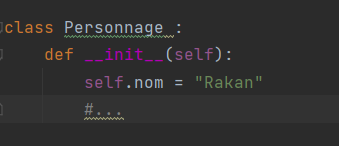 class Personnage :
    def __init__(self):
        self.nom = "Rakan"
        #...